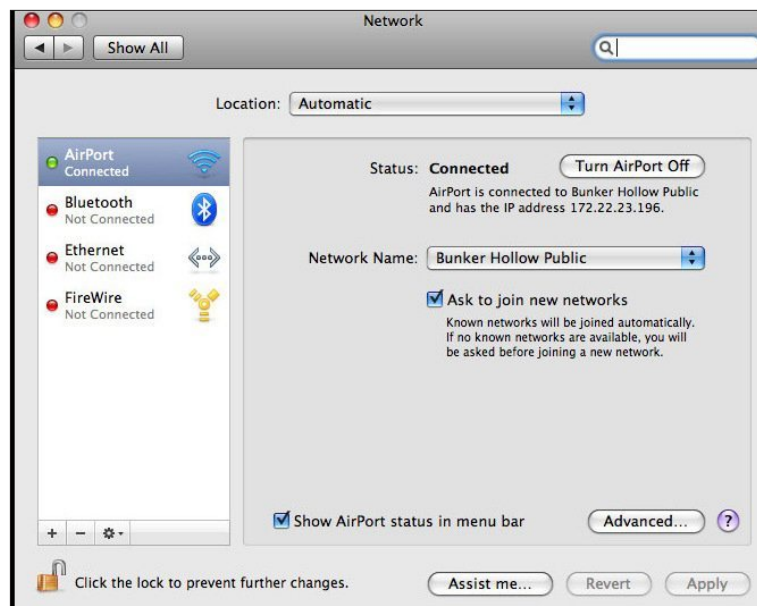 Network
Show All
Location: Automatic
AirPort
Connected
Bluetooth
Not Connected
Ethernet
Not Connected
FireWire
Not Connected
Status: Connected
Turn AirPort Off
AirPort is connected to Bunker Hollow Public
and has the IP address 172.22.23.196.
Network Name: Bunker Hollow Public
Ask to join new networks
Known networks will be joined automatically.
If no known networks are available, you will
be asked before joining a new network.
Show AirPort status in menu bar
Advanced... ?
Click the lock to prevent further changes.
Assist me... Revert Apply